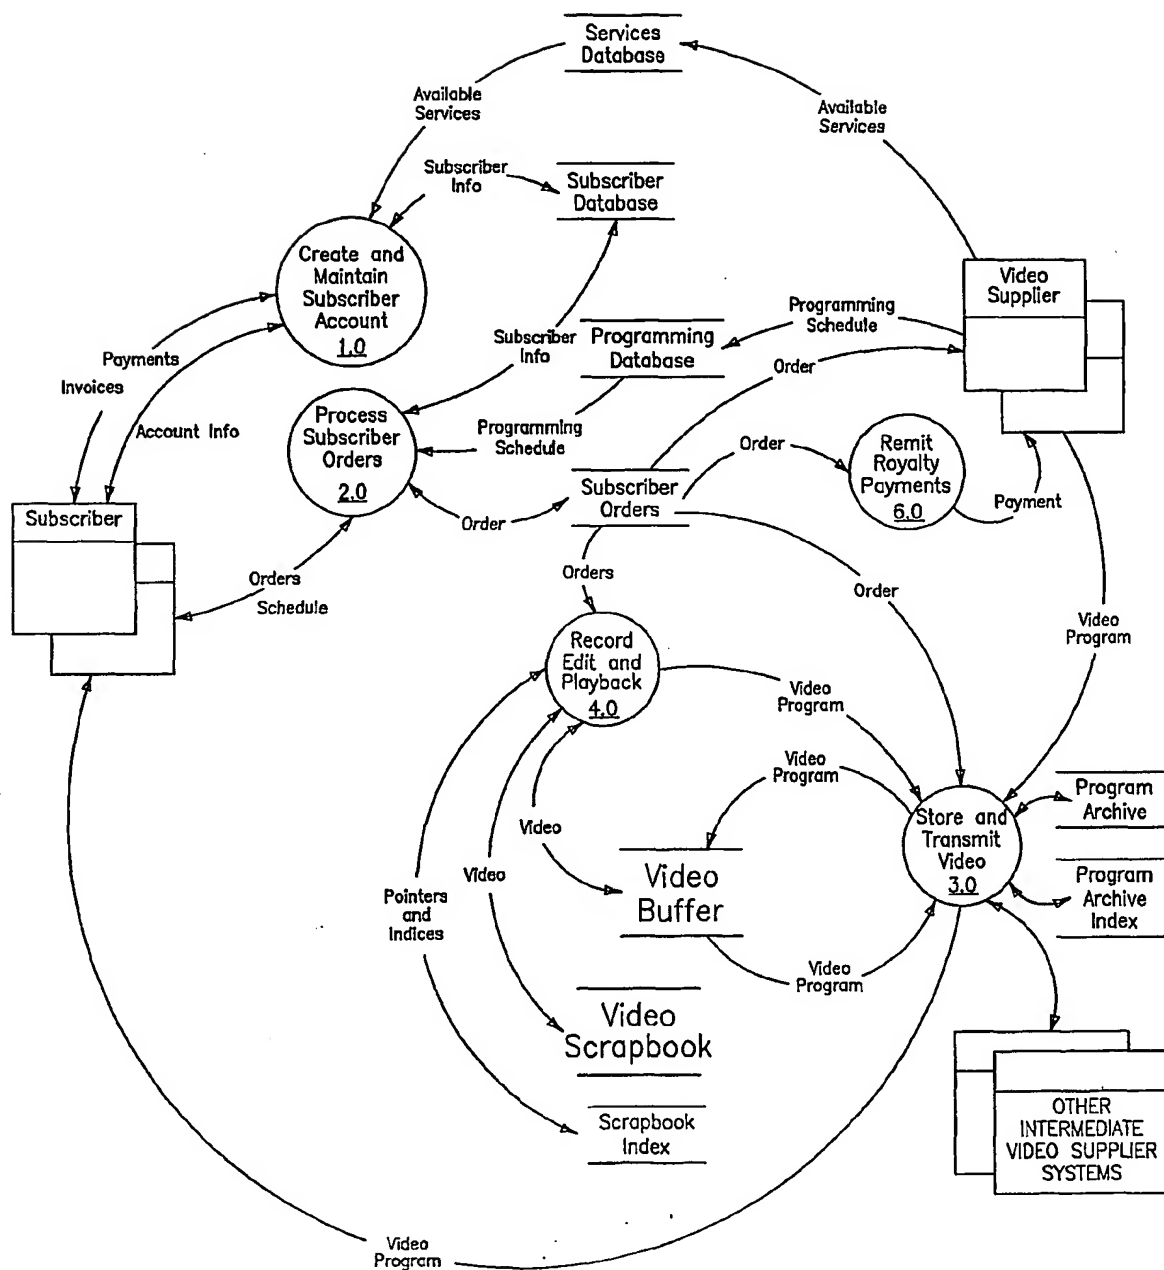 Services
Database
Available
Services
Available
Services
Subscriber
Info
Subscriber
Database
Create and
Maintain
Subscriber
Account
1.0
Video
Supplier
Programming
Schedule
Subscriber
Info
Programming
Database
Order
Payments
Invoices
Account Info
Process
Subscriber
Orders
2.0
Programming
Schedule
Order
Remit
Royalty
Payments
6.0
Payment
Subscriber
Orders
Order
Subscriber
Orders
Schedule
Orders
Order
Video
Program
Record
Edit and
Playback
4.0
Video
Program
Video
Program
Store and
Transmit
Video
3.0
Program
Archive
Program
Archive
Index
Video
Video
Pointers
and
Indices
Video
Buffer
Video
Program
Video
Scrapbook
Scrapbook
Index
OTHER
INTERMEDIATE
VIDEO SUPPLIER
SYSTEMS
Video
Program